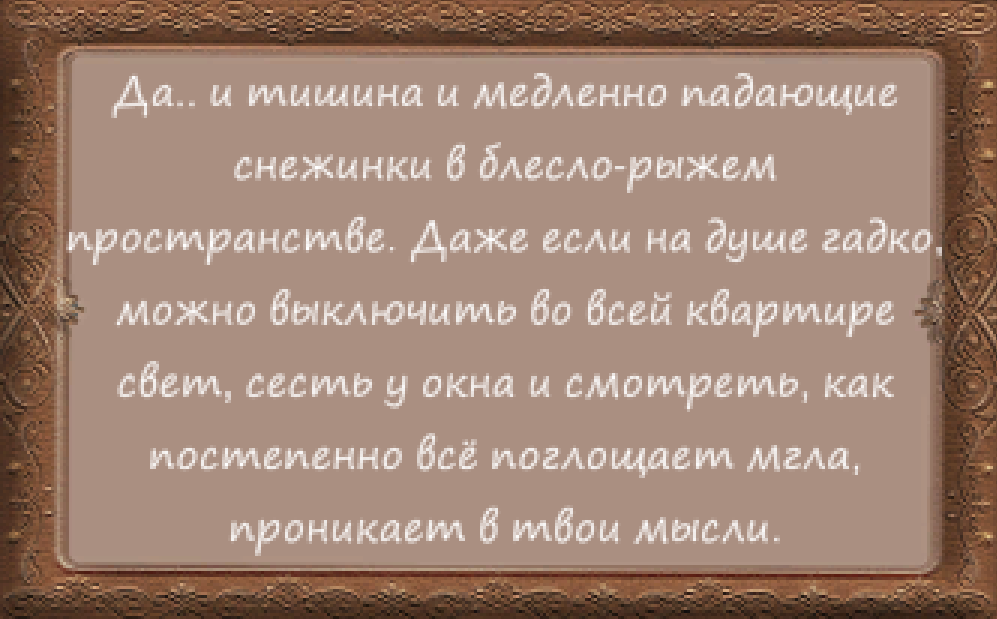 Да.. и тишина и медленно падающие
снежинки в блесло-рыжем
пространстве. Даже если на душе гадко,
можно выключить во всей квартире
свет, сесть у окна и смотреть, как
постепенно всё поглощает мгла,
проникает в твои мысли.